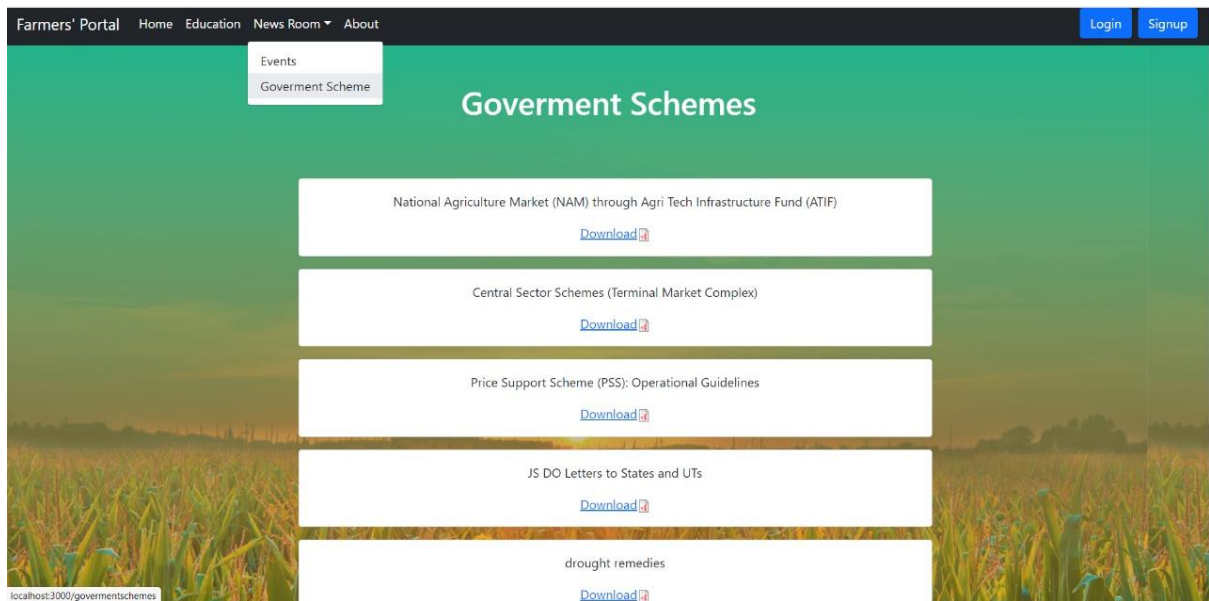 Farmers' Portal Home Education News Room About Login Signup
Events
Goverment Scheme
Goverment Schemes
National Agriculture Market (NAM) through Agri Tech Infrastructure Fund (ATIF)
Download
Central Sector Schemes (Terminal Market Complex)
Download
Price Support Scheme (PSS): Operational Guidelines
Download
JS DO Letters to States and UTs
Download
drought remedies
Download
localhost:3000/govermentschemes